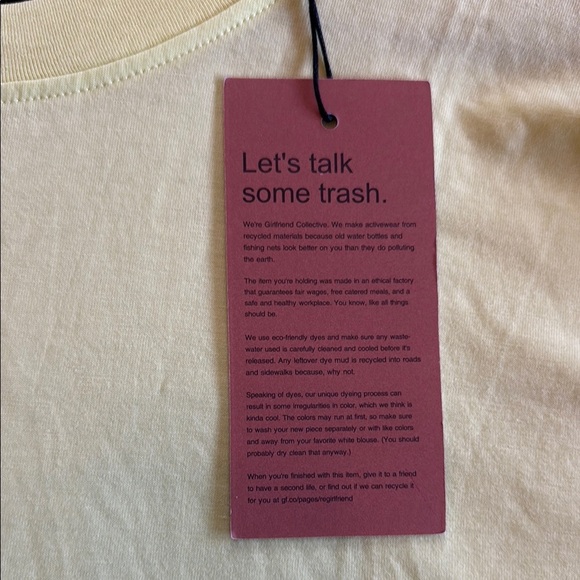 Let's talk
some trash.
We're Girlfriend Collective. We make activewear from
recycled materials because old water bottles and
fishing nets look better on you than they do polluting
the earth.
The item you're holding was made in an ethical factory
that guarantees fair wages, free catered meals, and a
safe and healthy workplace. You know, like all things
should be.
We use eco-friendly dyes and make sure any waste-
water used is carefully cleaned and cooled before it's
released. Any leftover dye mud is recycled into roads
and sidewalks because, why not.
Speaking of dyes, our unique dyeing process can
result in some irregularities in color, which we think is
kinda cool. The colors may run at first, so make sure
to wash your new piece separately or with like colors
and away from your favorite white blouse. (You should
probably dry clean that anyway.)
When you're finished with this item, give it to a friend
to have a second life, or find out if we can recycle it
for you at gf.co/pages/regirlfriend